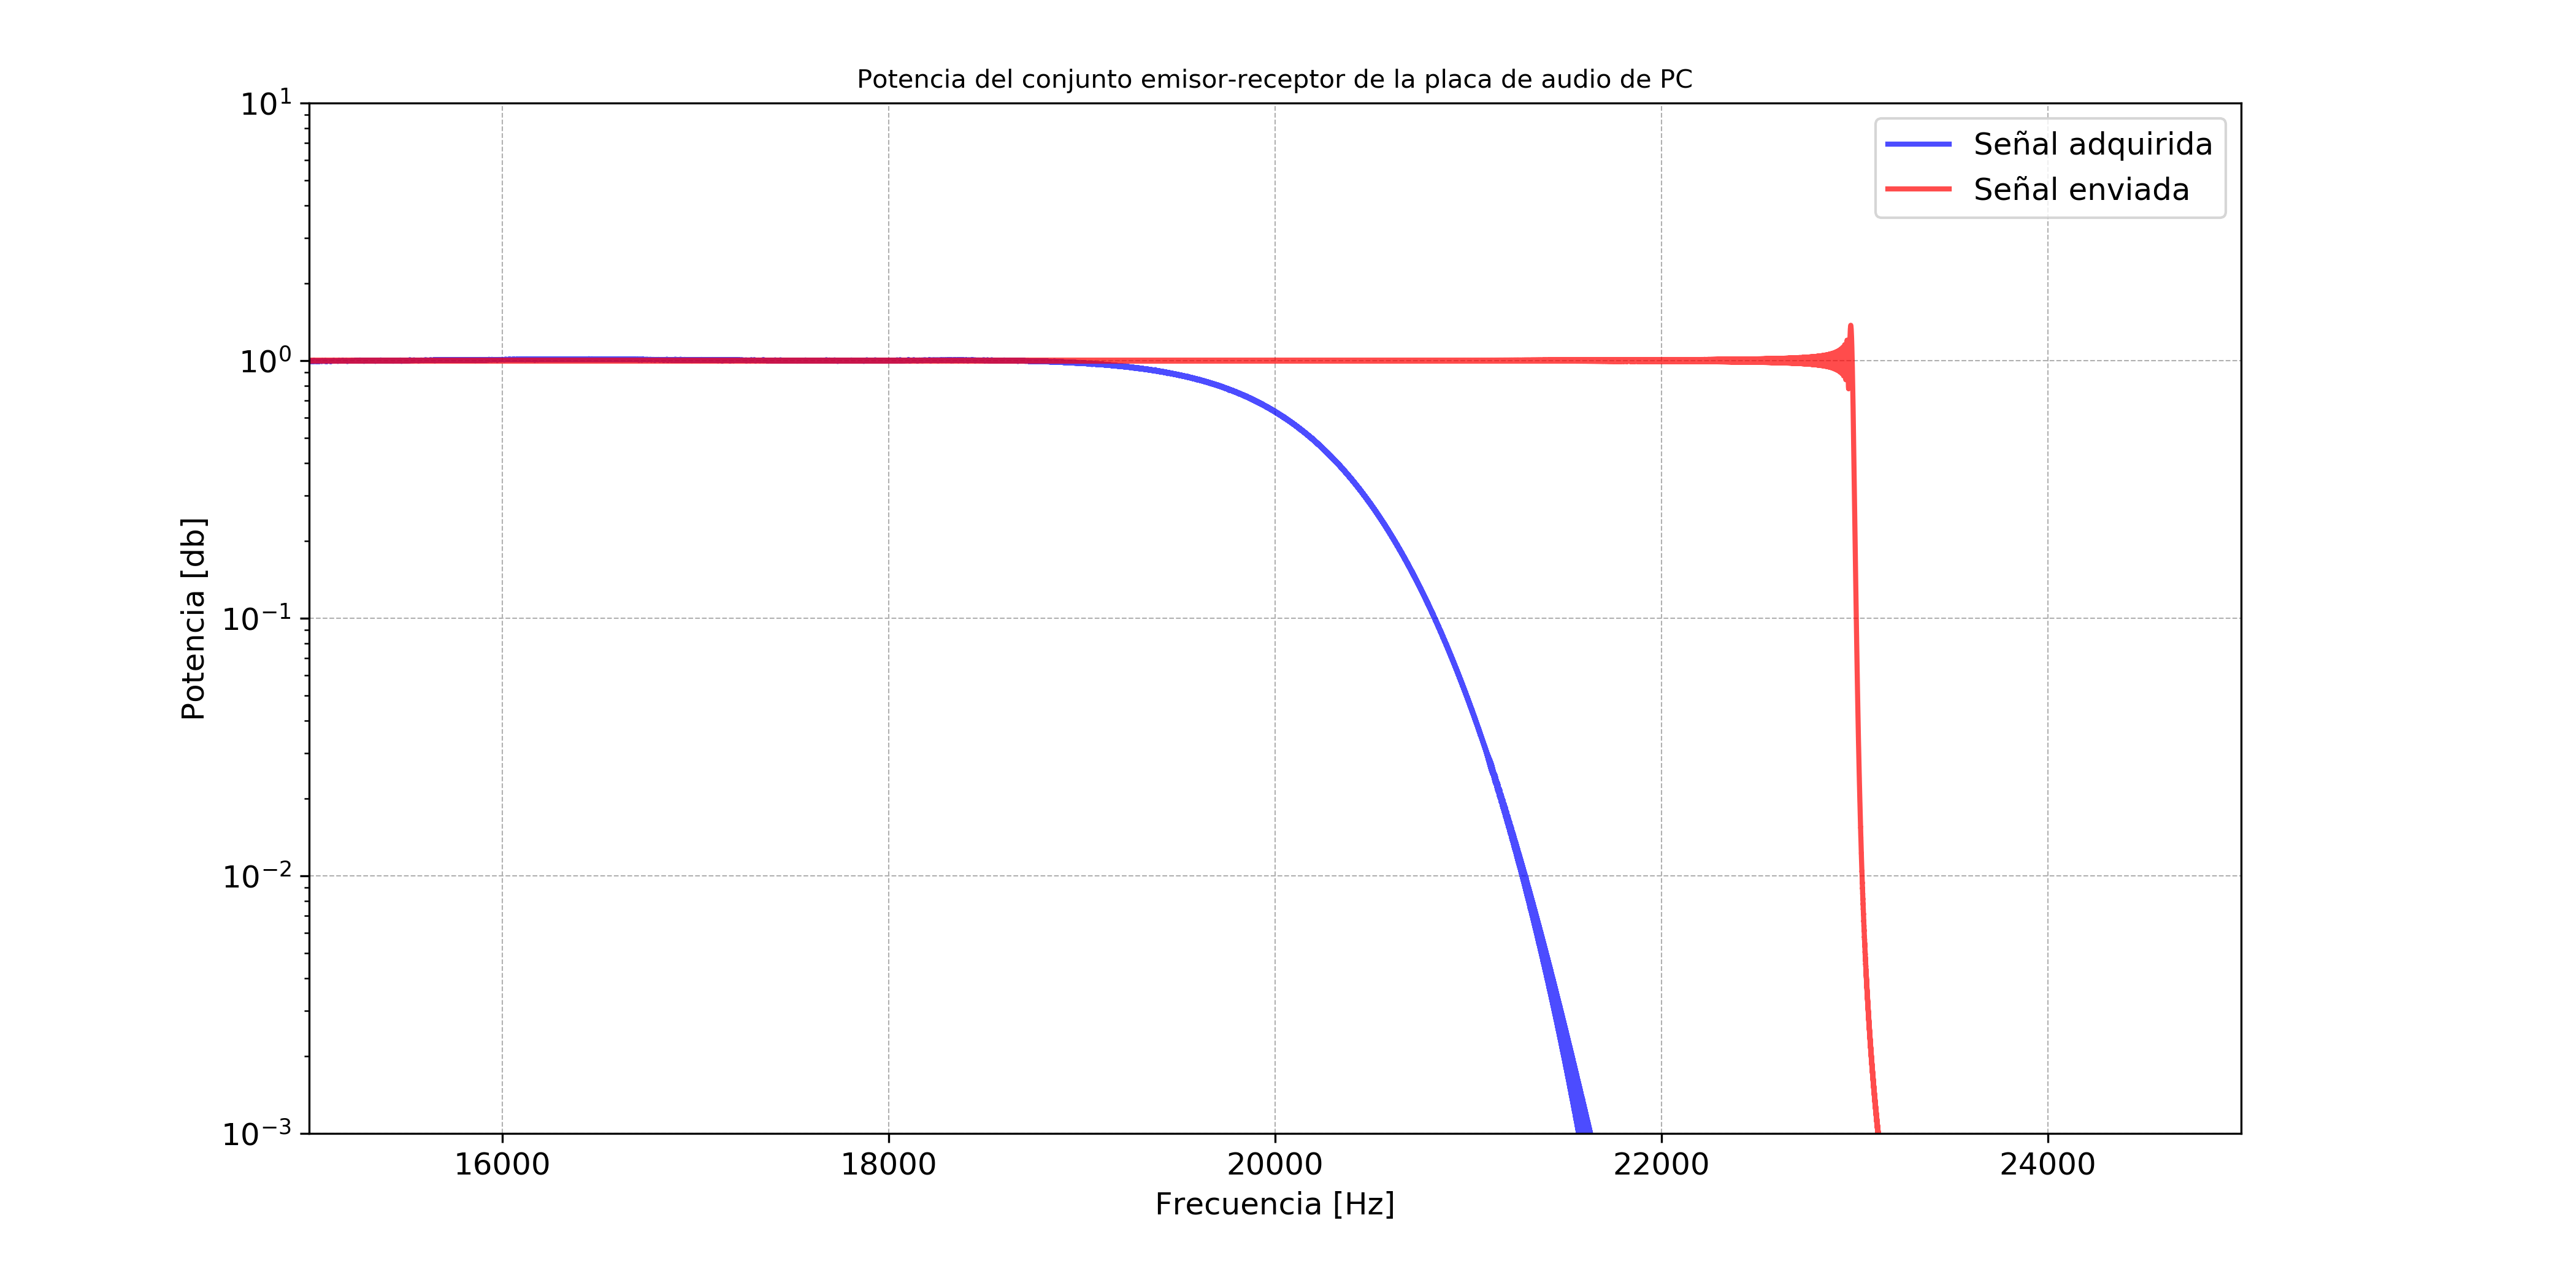 Potencia del conjunto emisor-receptor de la placa de audio de PC
Señal adquirida
Señal enviada
Potencia [db]
10¹
10⁰
10⁻¹
10⁻²
10⁻³
16000 18000 20000 22000 24000
Frecuencia [Hz]